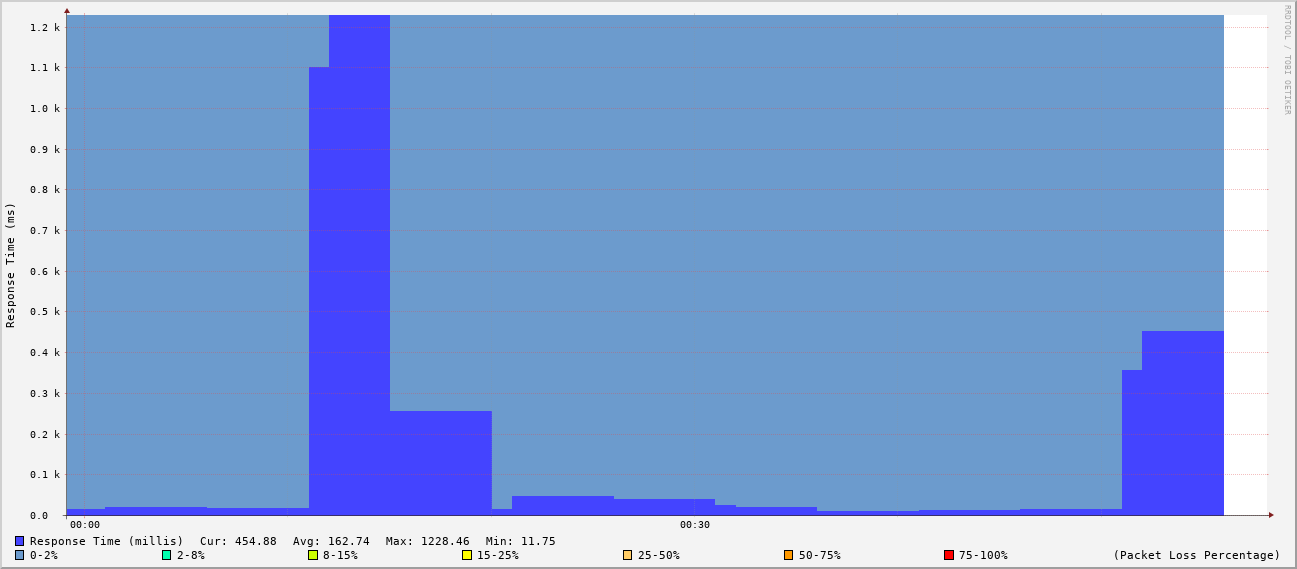 RRDTOOL / TOBI OETIKER
Response Time (ms)
1.2 k
1.1 k
1.0 k
0.9 k
0.8 k
0.7 k
0.6 k
0.5 k
0.4 k
0.3 k
0.2 k
0.1 k
0.0
00:00 00:30
Response Time (millis) Cur: 454.88 Avg: 162.74 Max: 1228.46 Min: 11.75
0-2% 2-8% 8-15% 15-25% 25-50% 50-75% 75-100% (Packet Loss Percentage)